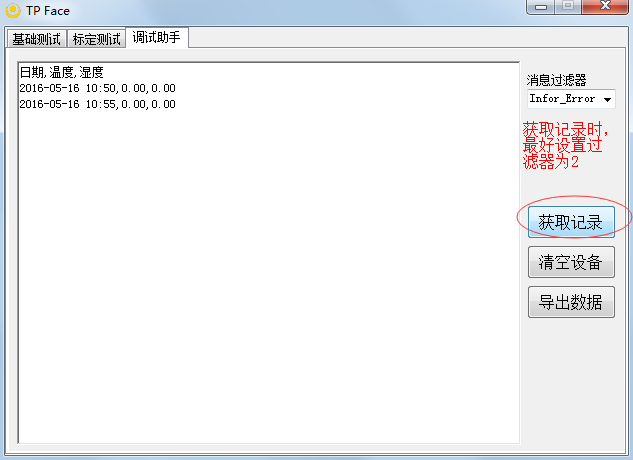 TP Face
基础测试 标定测试 调试助手
日期,温度,湿度
2016-05-16 10:50,0.00,0.00
2016-05-16 10:55,0.00,0.00
消息过滤器
Infor_Error
获取记录时，
最好设置过
滤器为2
获取记录
清空设备
导出数据